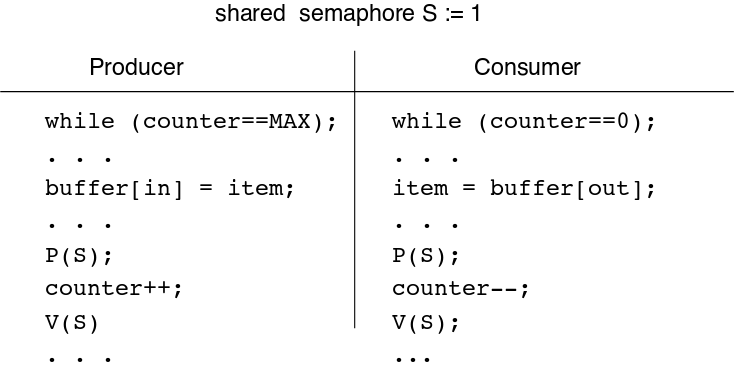 shared semaphore S := 1
Producer
while (counter==MAX);
. . .
buffer[in] = item;
. . .
P(S);
counter++;
V(S)
. . .
Consumer
while (counter==0);
. . .
item = buffer[out];
. . .
P(S);
counter--;
V(S);
...